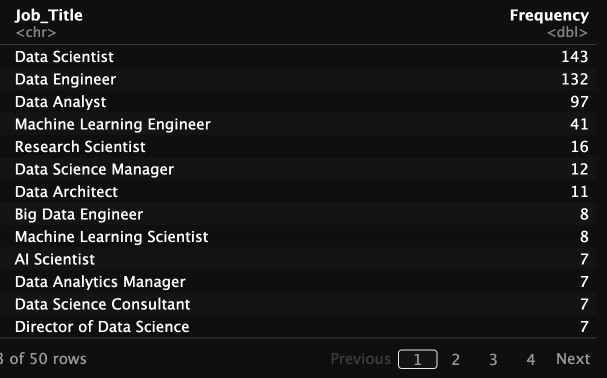 Job_Title Frequency
<chr> <dbl>
Data Scientist 143
Data Engineer 132
Data Analyst 97
Machine Learning Engineer 41
Research Scientist 16
Data Science Manager 12
Data Architect 11
Big Data Engineer 8
Machine Learning Scientist 8
AI Scientist 7
Data Analytics Manager 7
Data Science Consultant 7
Director of Data Science 7
of 50 rows Previous 1 2 3 4 Next